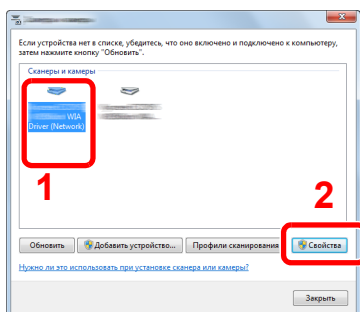 Если устройства нет в списке, убедитесь, что оно включено и подключено к компьютеру,
затем нажмите кнопку "Обновить".
Сканеры и камеры
WIA
Driver (Network)
1
2
Обновить
Добавить устройство...
Профили сканирования
Свойства
Нужно ли это использовать при установке сканера или камеры?
Закрыть